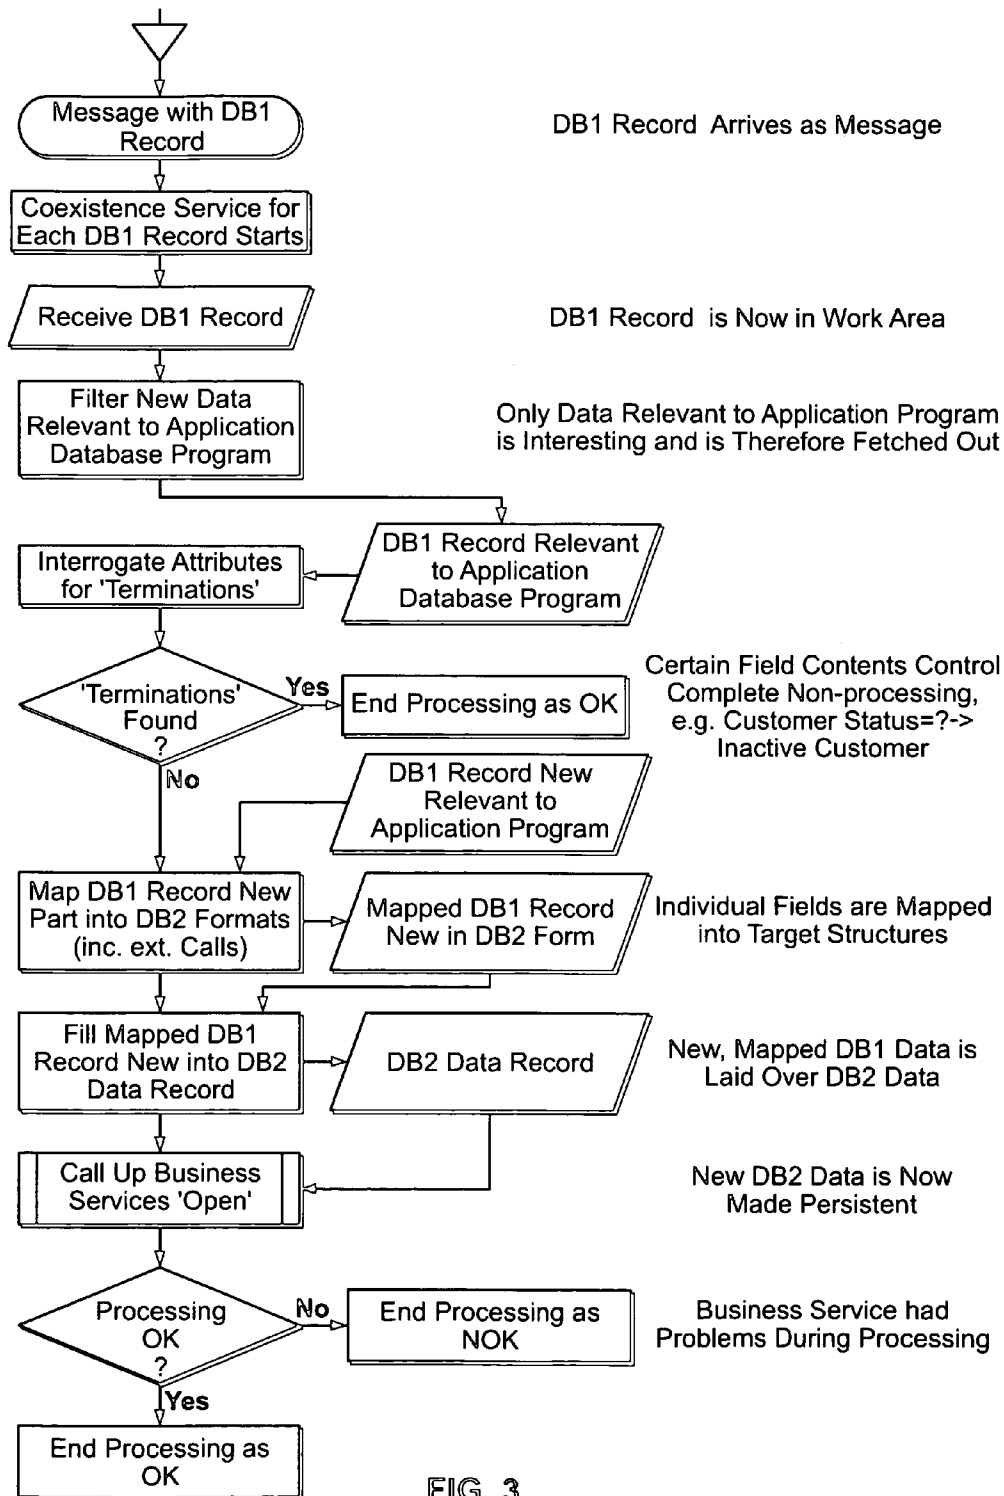 Message with DB1
Record
DB1 Record Arrives as Message
Coexistence Service for
Each DB1 Record Starts
Receive DB1 Record
DB1 Record is Now in Work Area
Filter New Data
Relevant to Application
Database Program
Only Data Relevant to Application Program
is Interesting and is Therefore Fetched Out
DB1 Record Relevant
to Application
Database Program
Interrogate Attributes
for 'Terminations'
'Terminations'
Found
?
Yes
End Processing as OK
Certain Field Contents Control
Complete Non-processing,
e.g. Customer Status=?->
Inactive Customer
No
DB1 Record New
Relevant to
Application Program
Map DB1 Record New
Part into DB2 Formats
(inc. ext. Calls)
Mapped DB1 Record
New in DB2 Form
Individual Fields are Mapped
into Target Structures
Fill Mapped DB1
Record New into DB2
Data Record
DB2 Data Record
New, Mapped DB1 Data is
Laid Over DB2 Data
Call Up Business
Services 'Open'
New DB2 Data is Now
Made Persistent
Processing
OK
?
No
End Processing as
NOK
Business Service had
Problems During Processing
Yes
End Processing as
OK
FIG. 3